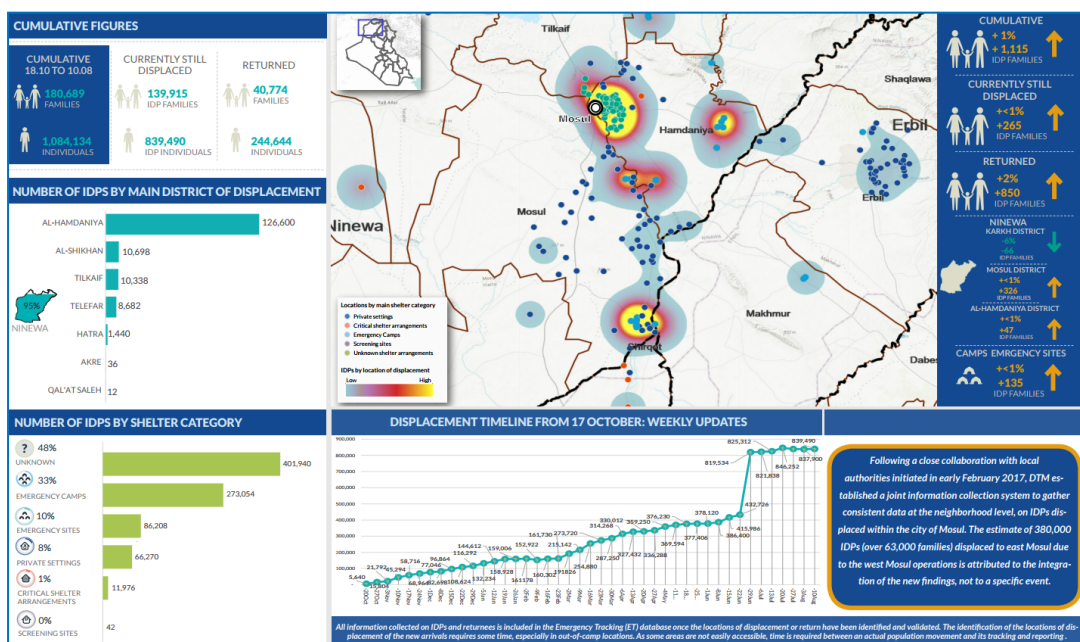 CUMULATIVE FIGURES
CUMULATIVE
18.10 TO 10.08
180,689
FAMILIES
1,084,134
INDIVIDUALS
CURRENTLY STILL
DISPLACED
139,915
IDP FAMILIES
839,490
IDP INDIVIDUALS
RETURNED
40,774
FAMILIES
244,644
INDIVIDUALS
NUMBER OF IDPS BY MAIN DISTRICT OF DISPLACEMENT
AL-HAMDANIYA
126,600
AL-SHIKHAN
10,698
TILKAIF
10,338
TELEFAR
8,682
HATRA
1,440
AKRE
36
QAL'AT SALEH
12
95%
NINEWA
Tilkaif
Mosul
Hamdaniya
Shaqlawa
Erbil
Erbil
Mosul
Ninewa
Makhmur
Shirqat
Dabes
Locations by main shelter category
Private settings
Critical shelter arrangements
Emergency Camps
Screening sites
Unknown shelter arrangements
IDPs by location of displacement
Low
High
CUMULATIVE
+ 1%
+ 1,115
IDP FAMILIES
CURRENTLY STILL
DISPLACED
+<1%
+265
IDP FAMILIES
RETURNED
+2%
+850
IDP FAMILIES
NINEWA
KARKH DISTRICT
-6%
-66
IDP FAMILIES
MOSUL DISTRICT
+<1%
+326
IDP FAMILIES
AL-HAMDANIYA DISTRICT
+<1%
+47
IDP FAMILIES
CAMPS EMRGENCY SITES
+<1%
+135
IDP FAMILIES
NUMBER OF IDPS BY SHELTER CATEGORY
48%
UNKNOWN
401,940
33%
EMERGENCY CAMPS
273,054
10%
EMERGENCY SITES
86,208
8%
PRIVATE SETTINGS
66,270
1%
CRITICAL SHELTER
ARRANGEMENTS
11,976
0%
SCREENING SITES
42
DISPLACEMENT TIMELINE FROM 17 OCTOBER: WEEKLY UPDATES
900,000
800,000
700,000
600,000
500,000
400,000
300,000
200,000
100,000
5,640
15,804
21,792
45,294
58,716
68,964
77,046
82,698
96,864
108,624
116,292
132,234
144,612
158,928
159,006
161178
152,922
160,302
161,730
191826
215,142
254,880
273,720
287,250
314,268
327,432
330,012
336,288
359,250
369,594
376,230
377,406
378,120
386,400
415,986
432,726
819,534
821,838
825,312
846,252
839,490
837,900
Following a close collaboration with local
authorities initiated in early February 2017, DTM es-
tablished a joint information collection system to gather
consistent data at the neighborhood level, on IDPs dis-
placed within the city of Mosul. The estimate of 380,000
IDPs (over 63,000 families) displaced to east Mosul due
to the west Mosul operations is attributed to the integra-
tion of the new findings, not to a specific event.
All information collected on IDPs and returnees is included in the Emergency Tracking (ET) database once the locations of displacement or return have been identified and validated. The identification of the locations of dis-
placement of the new arrivals requires some time, especially in out-of-camp locations. As some areas are not easily accessible, time is required between an actual population movement and its tracking and reporting .